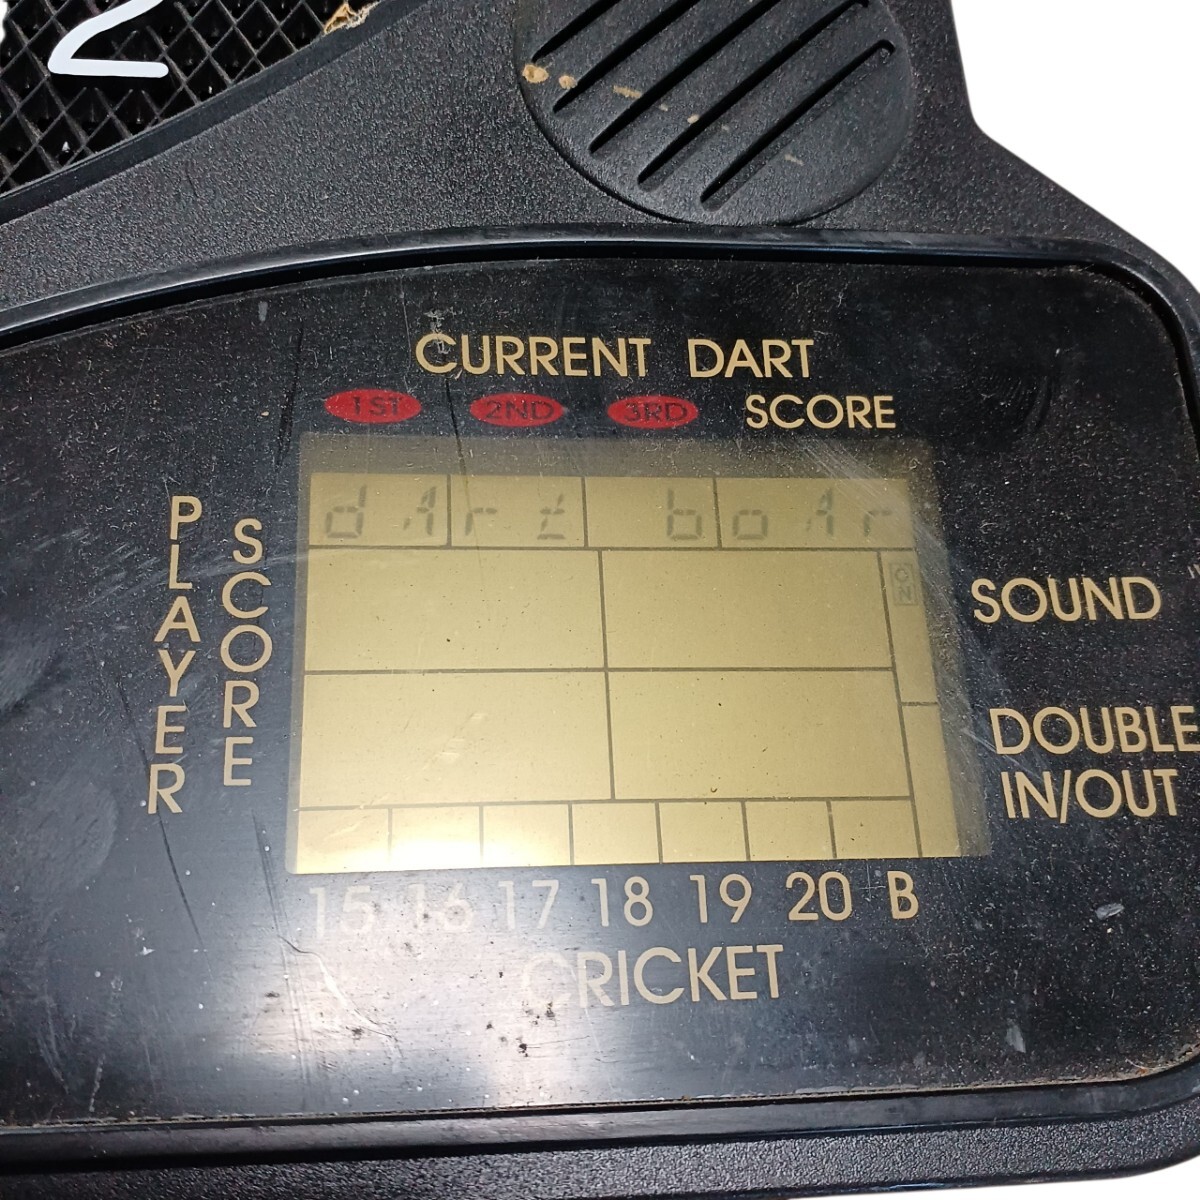 2
CURRENT DART
1ST 2ND 3RD SCORE
dArt boAr
PLAYER
SCORE
ON
SOUND
DOUBLE
IN/OUT
15 16 17 18 19 20 B
CRICKET